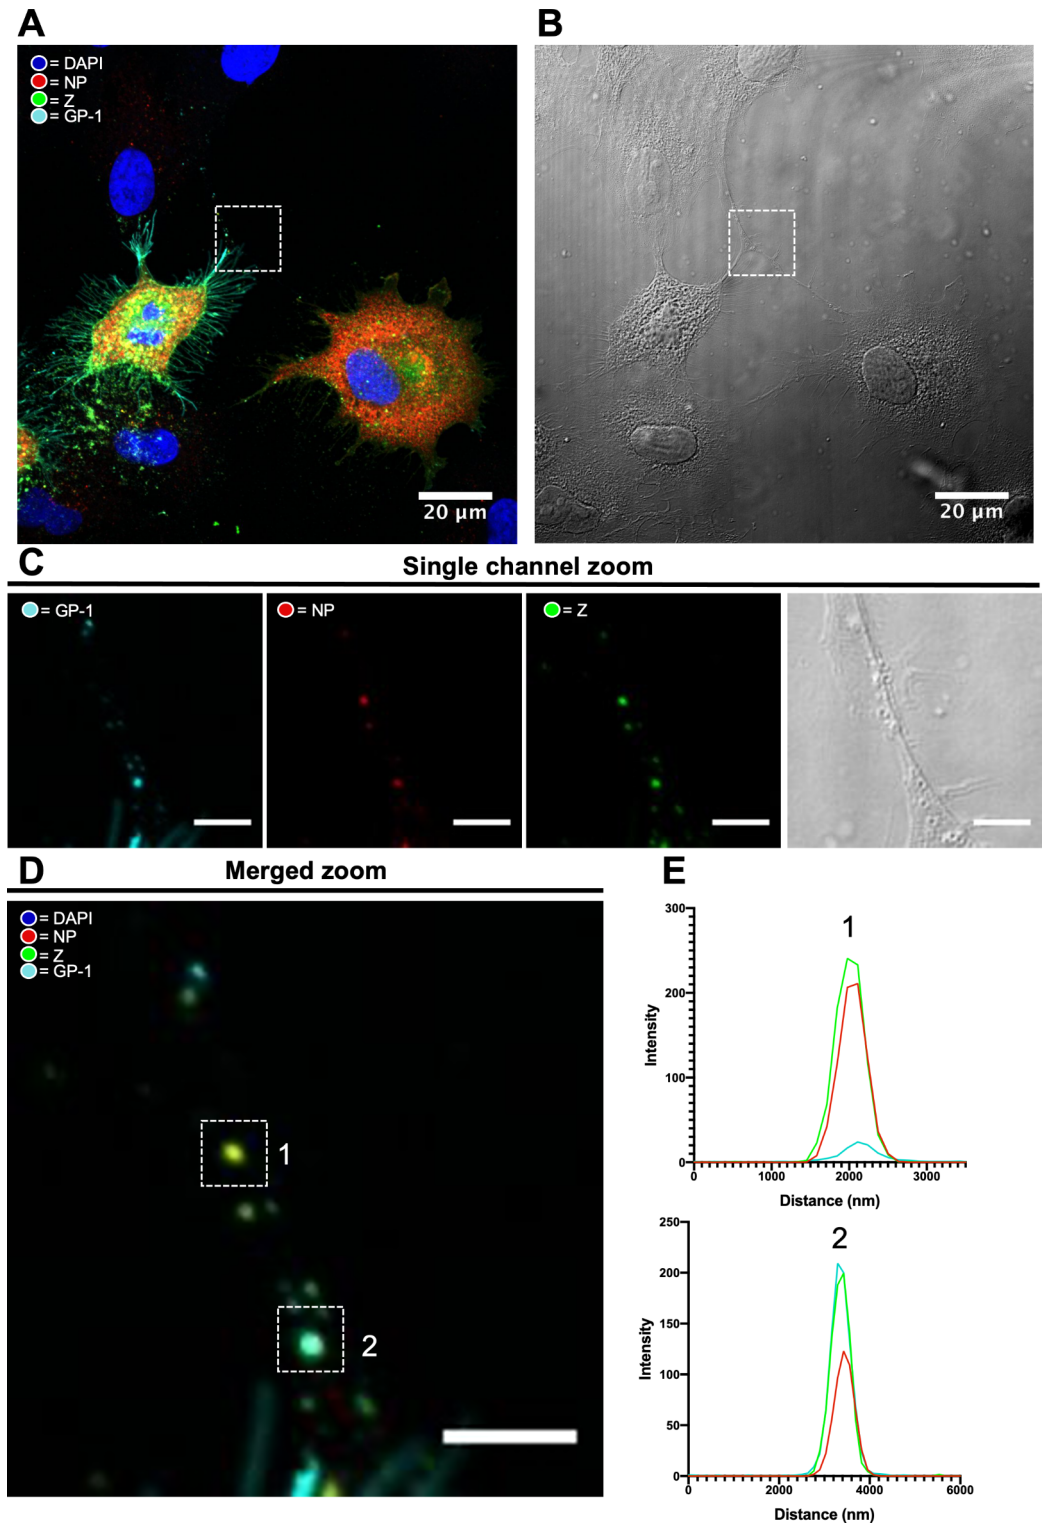 A
B
= DAPI
= NP
= Z
= GP-1
20 μm
20 μm
C
Single channel zoom
= GP-1
= NP
= Z
D
Merged zoom
E
= DAPI
= NP
= Z
= GP-1
1
2
1
300
200
100
0
Intensity
0
1000
2000
3000
Distance (nm)
2
250
200
150
100
50
0
Intensity
0
2000
4000
6000
Distance (nm)